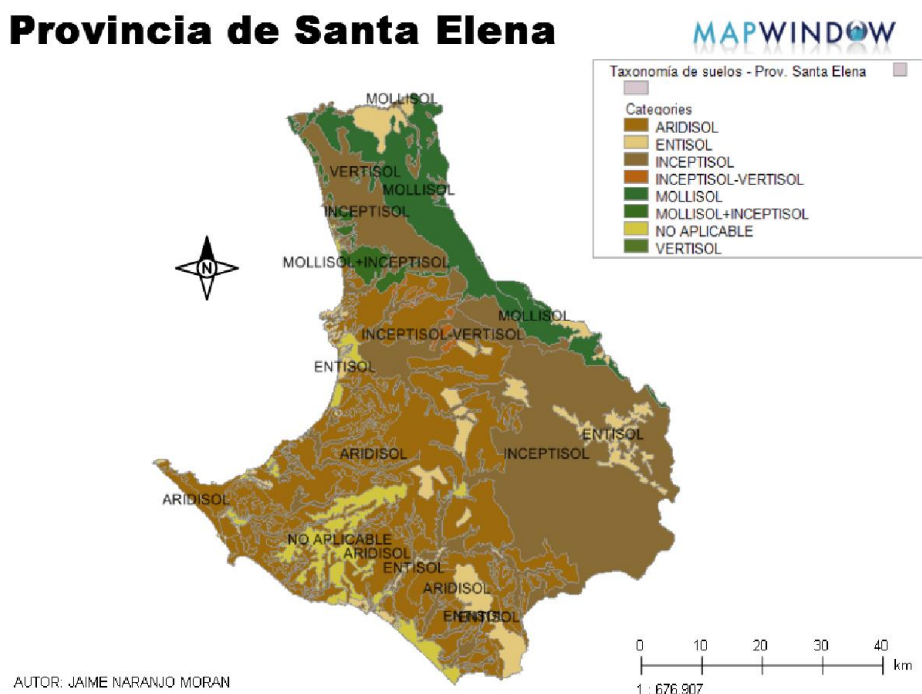 Provincia de Santa Elena
MAPWINDOW
Taxonomía de suelos - Prov. Santa Elena
Categories
ARIDISOL
ENTISOL
INCEPTISOL
INCEPTISOL-VERTISOL
MOLLISOL
MOLLISOL+INCEPTISOL
NO APLICABLE
VERTISOL
MOLLISOL
VERTISOL
MOLLISOL
INCEPTISOL
MOLLISOL+INCEPTISOL
N
MOLLISOL
INCEPTISOL-VERTISOL
ENTISOL
ENTISOL
ARIDISOL
INCEPTISOL
ARIDISOL
NO APLICABLE
ARIDISOL
ENTISOL
ARIDISOL
ENTISOL
ENTISOL
0 10 20 30 40
km
1 : 676.907
AUTOR: JAIME NARANJO MORAN